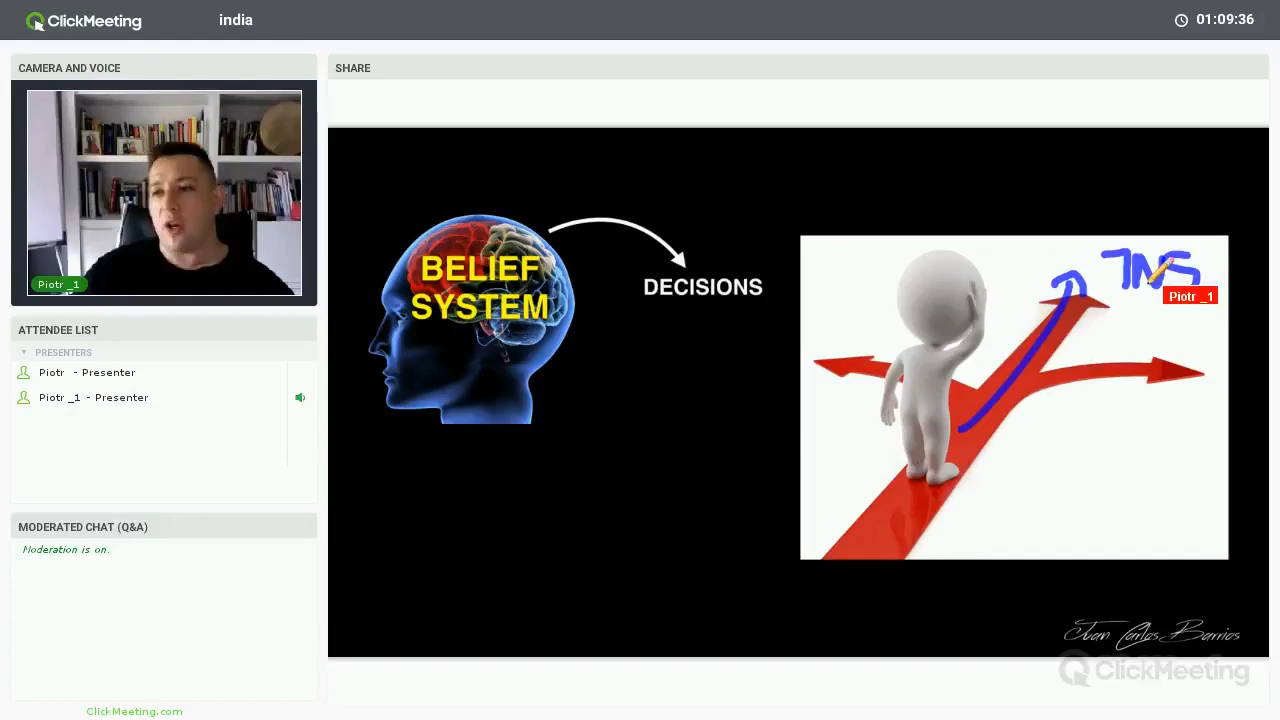 ClickMeeting
india
01:09:36
CAMERA AND VOICE
Piotr _1
ATTENDEE LIST
PRESENTERS
Piotr - Presenter
Piotr _1 - Presenter
MODERATED CHAT (Q&A)
Moderation is on.
ClickMeeting.com
SHARE
BELIEF
SYSTEM
DECISIONS
TNS
Piotr _1
Juan Carlos Barrios
ClickMeeting